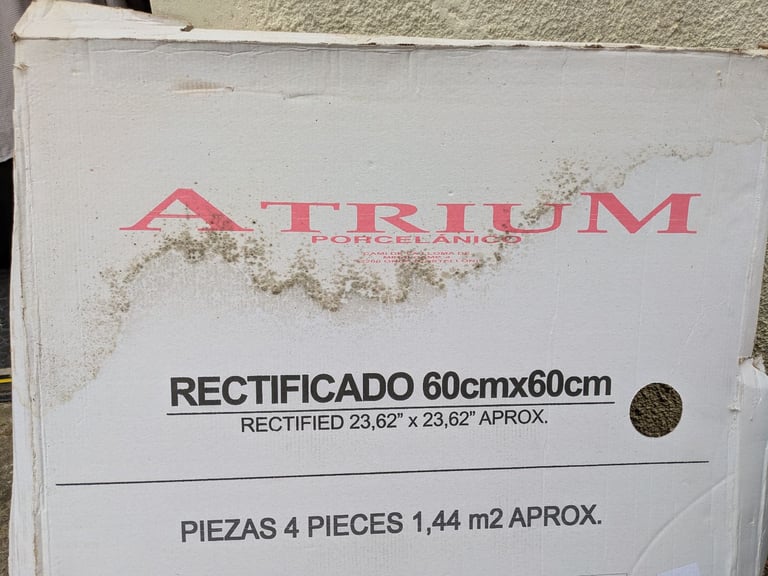 ATRIUM
PORCELÁNICO
RECTIFICADO 60cmx60cm
RECTIFIED 23,62” x 23,62” APROX.
PIEZAS 4 PIECES 1,44 m2 APROX.